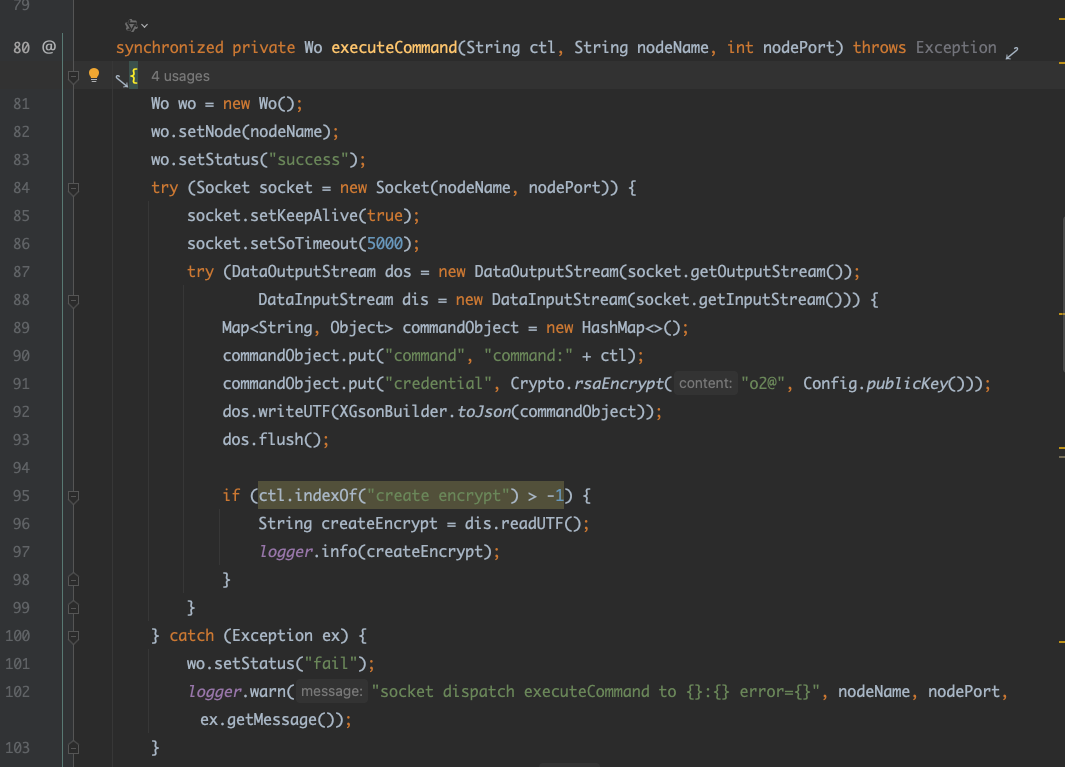 79
80 @ synchronized private Wo executeCommand(String ctl, String nodeName, int nodePort) throws Exception
{ 4 usages
81 Wo wo = new Wo();
82 wo.setNode(nodeName);
83 wo.setStatus("success");
84 try (Socket socket = new Socket(nodeName, nodePort)) {
85 socket.setKeepAlive(true);
86 socket.setSoTimeout(5000);
87 try (DataOutputStream dos = new DataOutputStream(socket.getOutputStream());
88 DataInputStream dis = new DataInputStream(socket.getInputStream())) {
89 Map<String, Object> commandObject = new HashMap<>();
90 commandObject.put("command", "command:" + ctl);
91 commandObject.put("credential", Crypto.rsaEncrypt( content: "o2@", Config.publicKey()));
92 dos.writeUTF(XGsonBuilder.toJson(commandObject));
93 dos.flush();
94
95 if (ctl.indexOf("create encrypt") > -1) {
96 String createEncrypt = dis.readUTF();
97 logger.info(createEncrypt);
98 }
99 }
100 } catch (Exception ex) {
101 wo.setStatus("fail");
102 logger.warn( message: "socket dispatch executeCommand to {}:{} error={}", nodeName, nodePort,
ex.getMessage());
103 }